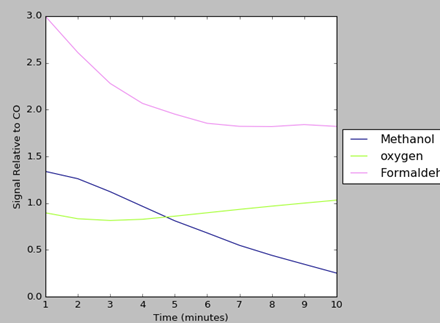 3.0
2.5
2.0
1.5
1.0
0.5
0.0
Signal Relative to CO
1 2 3 4 5 6 7 8 9 10
Time (minutes)
Methanol
oxygen
Formaldeh